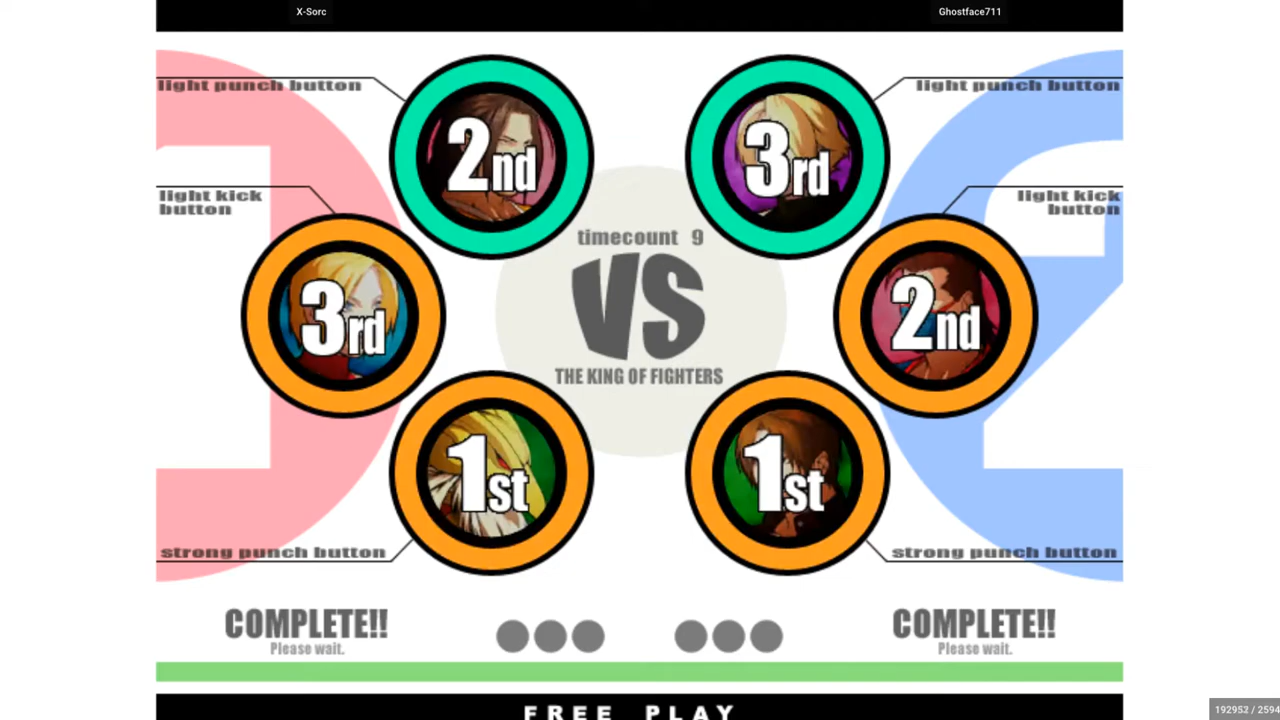 X-Sorc
Ghostface711
light punch button
2nd
3rd
light punch button
light kick
button
light kick
button
timecount 9
VS
THE KING OF FIGHTERS
3rd
2nd
1st
1st
strong punch button
strong punch button
COMPLETE!!
Please wait.
COMPLETE!!
Please wait.
FREE PLAY
192952 / 2594